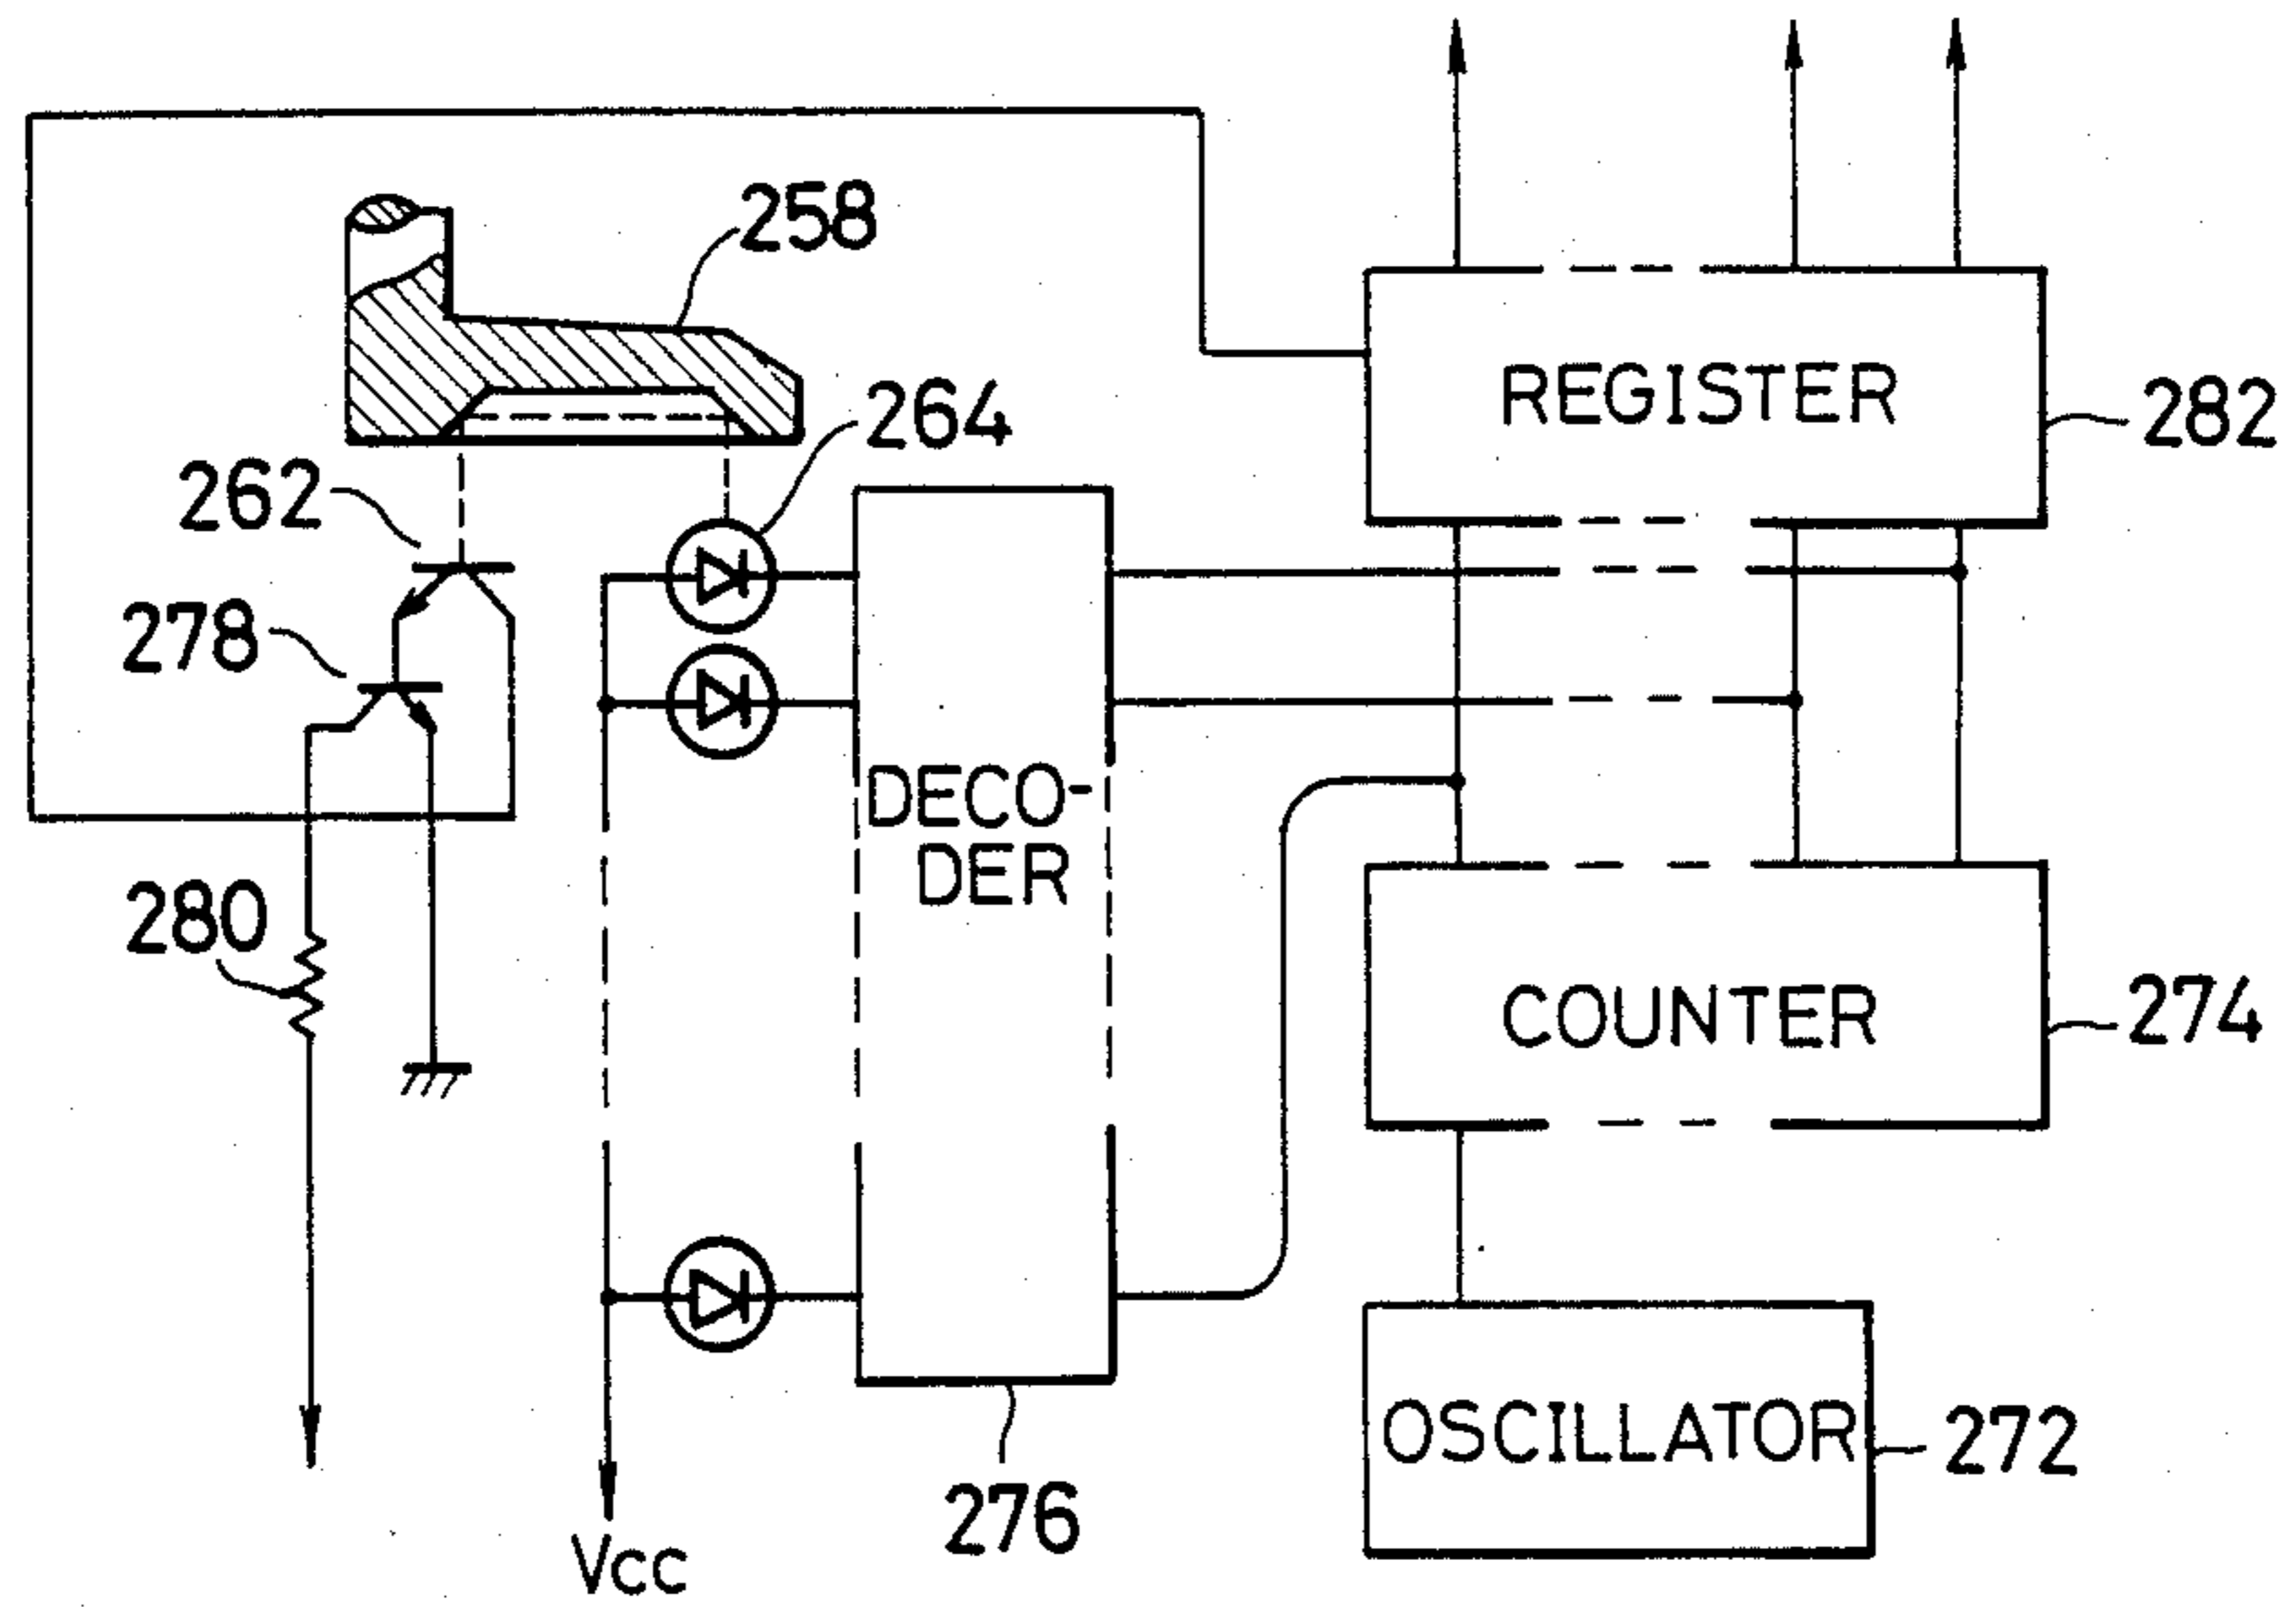 258
264
REGISTER
282
262
278
DECO-
DER
280
COUNTER
274
OSCILLATOR
272
276
Vcc